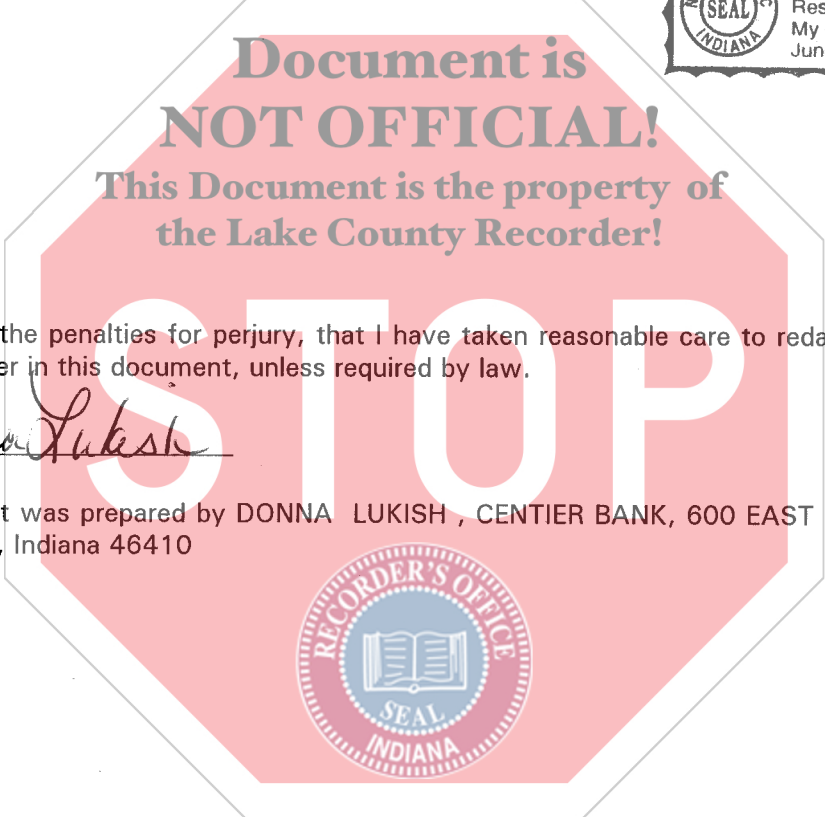 SEAL
INDIANA
Res
My
Jun
Document is
NOT OFFICIAL!
This Document is the property of
the Lake County Recorder!
STOP
the penalties for perjury, that I have taken reasonable care to reda
er in this document, unless required by law.
Lukish
t was prepared by DONNA LUKISH , CENTIER BANK, 600 EAST
, Indiana 46410
RECORDER'S OFFICE
SEAL
INDIANA